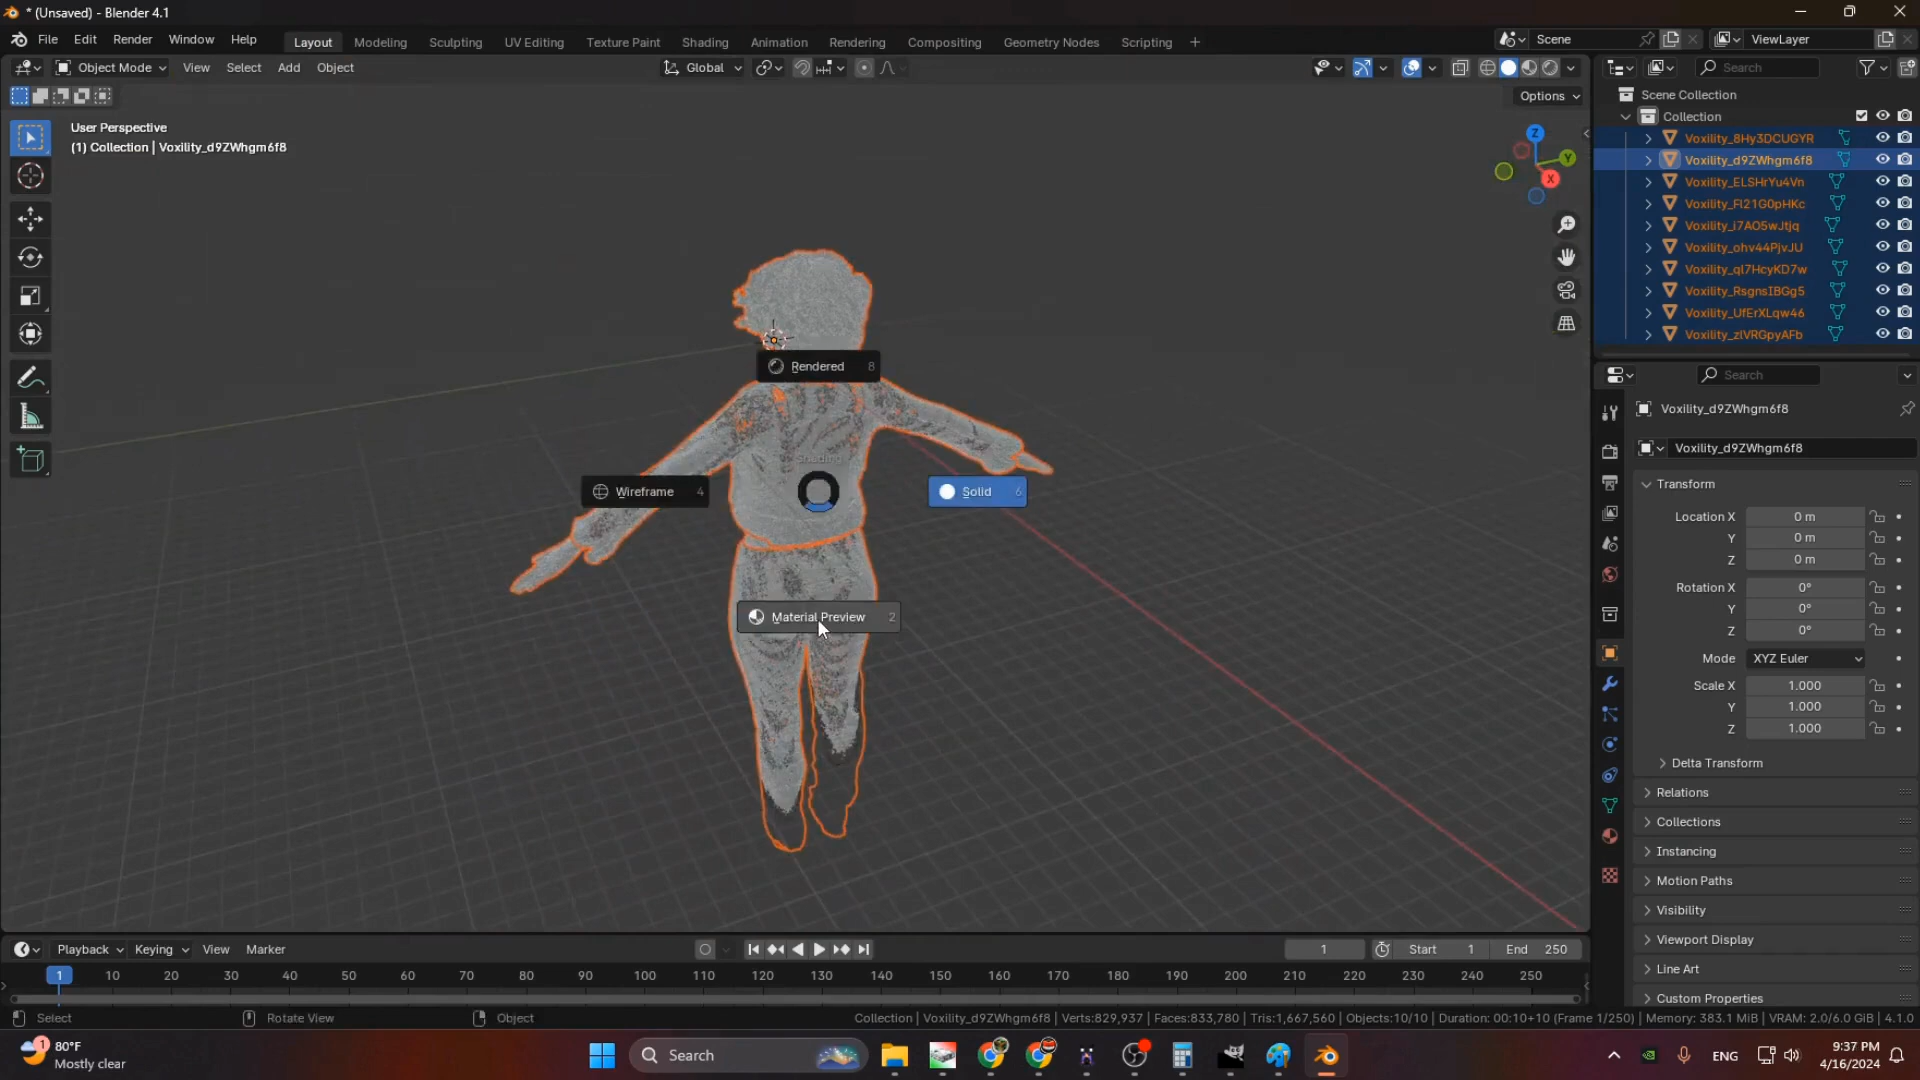 * (Unsaved) - Blender 4.1
File Edit Render Window Help Layout Modeling Sculpting UV Editing Texture Paint Shading Animation Rendering Compositing Geometry Nodes Scripting + Scene ViewLayer
Object Mode View Select Add Object Global Search
Options
Scene Collection
Collection
User Perspective
(1) Collection | Voxility_d9ZWhgm6f8
Z
Y
X
Voxility_8Hy3DCUGYR
Voxility_d9ZWhgm6f8
Voxility_ELSHrYu4Vn
Voxility_FI21G0pHKc
Voxility_i7AO5wJtjq
Voxility_ohv44PjvJU
Voxility_ql7HcyKD7w
Voxility_RsgnsIBGg5
Voxility_UfErXLqw46
Voxility_zlVRGpyAFb
Rendered 8
Shading
Wireframe 4
Solid 6
Material Preview 2
Search
Voxility_d9ZWhgm6f8
Voxility_d9ZWhgm6f8
Transform
Location X 0 m
Y 0 m
Z 0 m
Rotation X 0°
Y 0°
Z 0°
Mode XYZ Euler
Scale X 1.000
Y 1.000
Z 1.000
Delta Transform
Relations
Collections
Instancing
Motion Paths
Visibility
Viewport Display
Line Art
Custom Properties
Playback Keying View Marker 1 Start 1 End 250
1 10 20 30 40 50 60 70 80 90 100 110 120 130 140 150 160 170 180 190 200 210 220 230 240 250
Select Rotate View Object Collection | Voxility_d9ZWhgm6f8 | Verts:829,937 | Faces:833,780 | Tris:1,667,560 | Objects:10/10 | Duration: 00:10+10 (Frame 1/250) | Memory: 383.1 MiB | VRAM: 2.0/6.0 GiB | 4.1.0
1
80°F
Mostly clear
Search
ENG
9:37 PM
4/16/2024